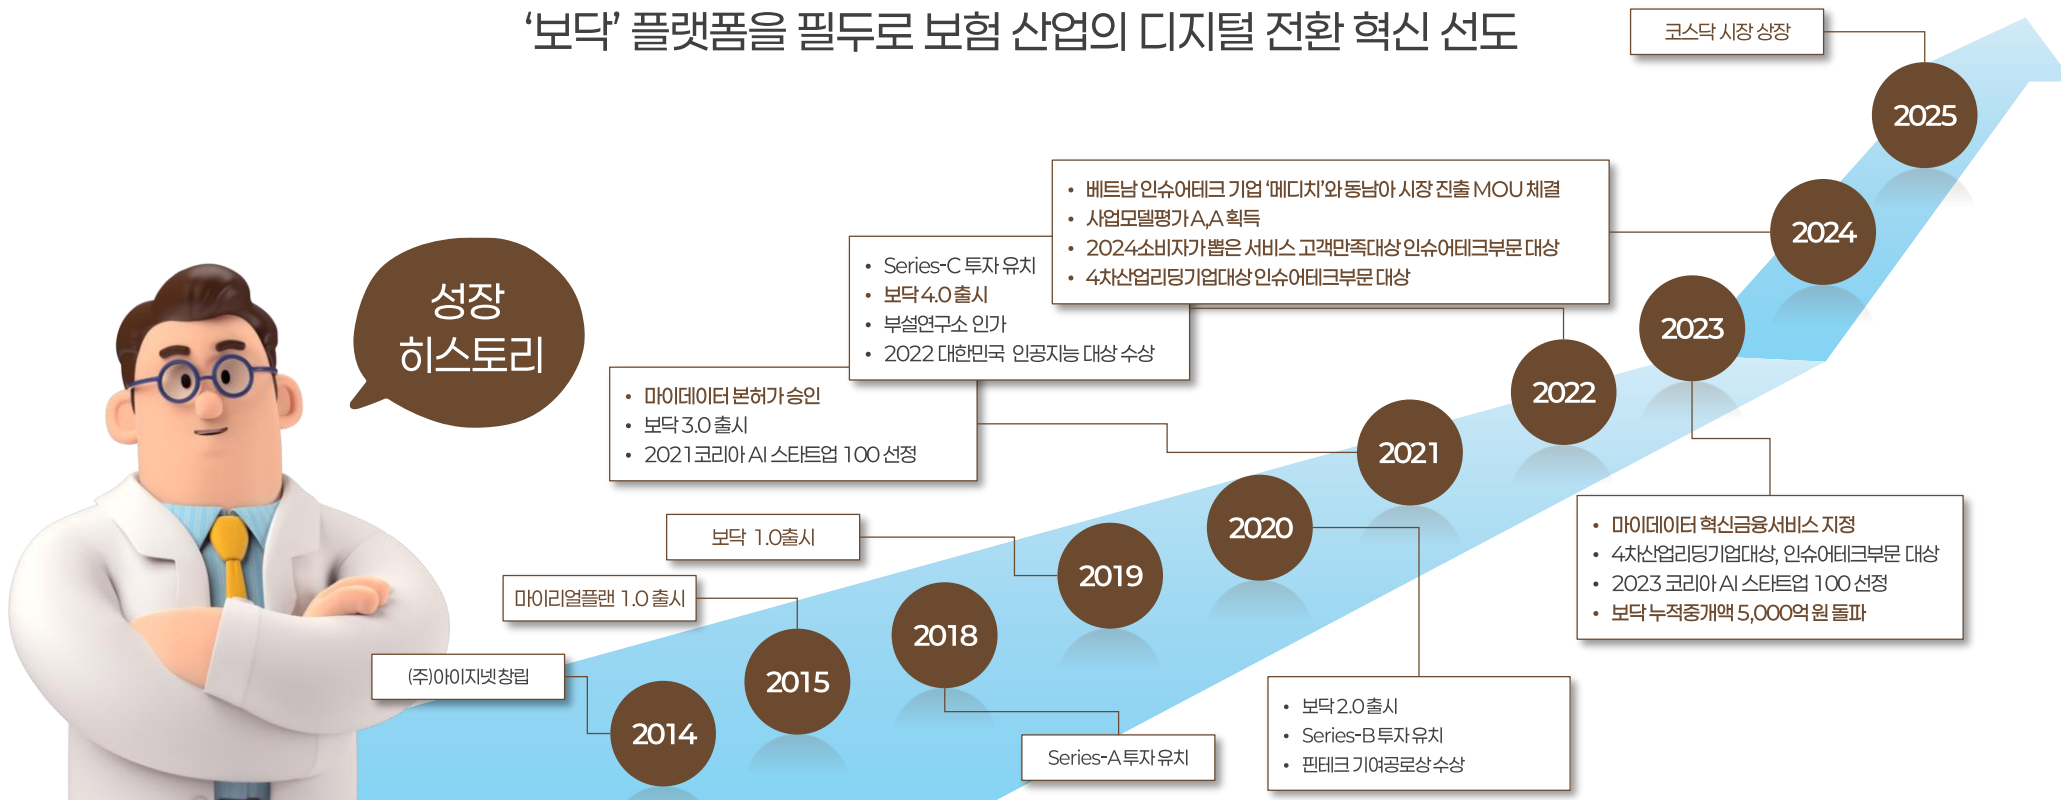 ‘보닥’ 플랫폼을 필두로 보험 산업의 디지털 전환 혁신 선도
성장
히스토리
(주)아이지넷 창립
2014
마이리얼플랜 1.0 출시
2015
2018
Series-A 투자 유치
보닥 1.0출시
2019
2020
• 보닥 2.0 출시
• Series-B 투자 유치
• 핀테크 기여공로상 수상
• 마이데이터 본허가 승인
• 보닥 3.0 출시
• 2021 코리아 AI 스타트업 100 선정
2021
• Series-C 투자 유치
• 보닥 4.0 출시
• 부설연구소 인가
• 2022 대한민국 인공지능 대상 수상
2022
2023
• 마이데이터 혁신금융서비스 지정
• 4차산업리딩기업대상, 인슈어테크부문 대상
• 2023 코리아 AI 스타트업 100 선정
• 보닥 누적중개액 5,000억 원 돌파
• 베트남 인슈어테크 기업 ‘메디치’와 동남아 시장 진출 MOU 체결
• 사업모델평가 A,A 획득
• 2024소비자가 뽑은 서비스 고객만족대상 인슈어테크부문 대상
• 4차산업리딩기업대상 인슈어테크부문 대상
2024
코스닥 시장 상장
2025